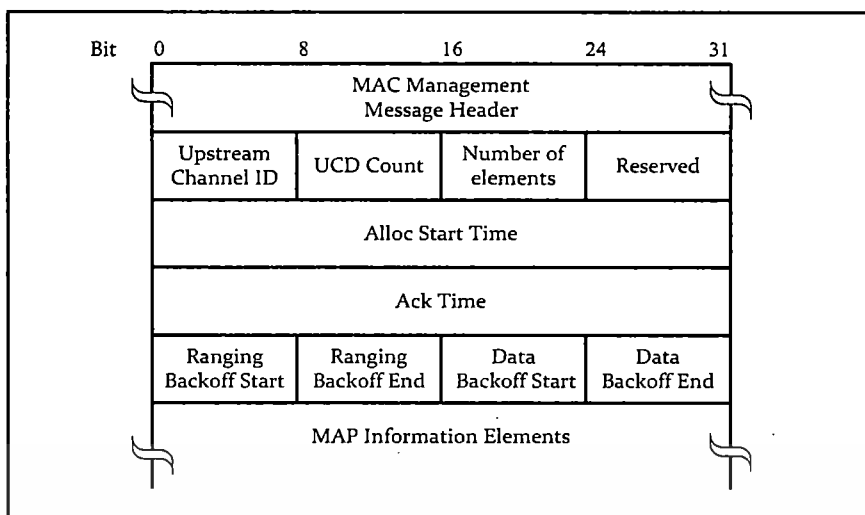 Bit 0 8 16 24 31
MAC Management
Message Header
Upstream
Channel ID
UCD Count
Number of
elements
Reserved
Alloc Start Time
Ack Time
Ranging
Backoff Start
Ranging
Backoff End
Data
Backoff Start
Data
Backoff End
MAP Information Elements